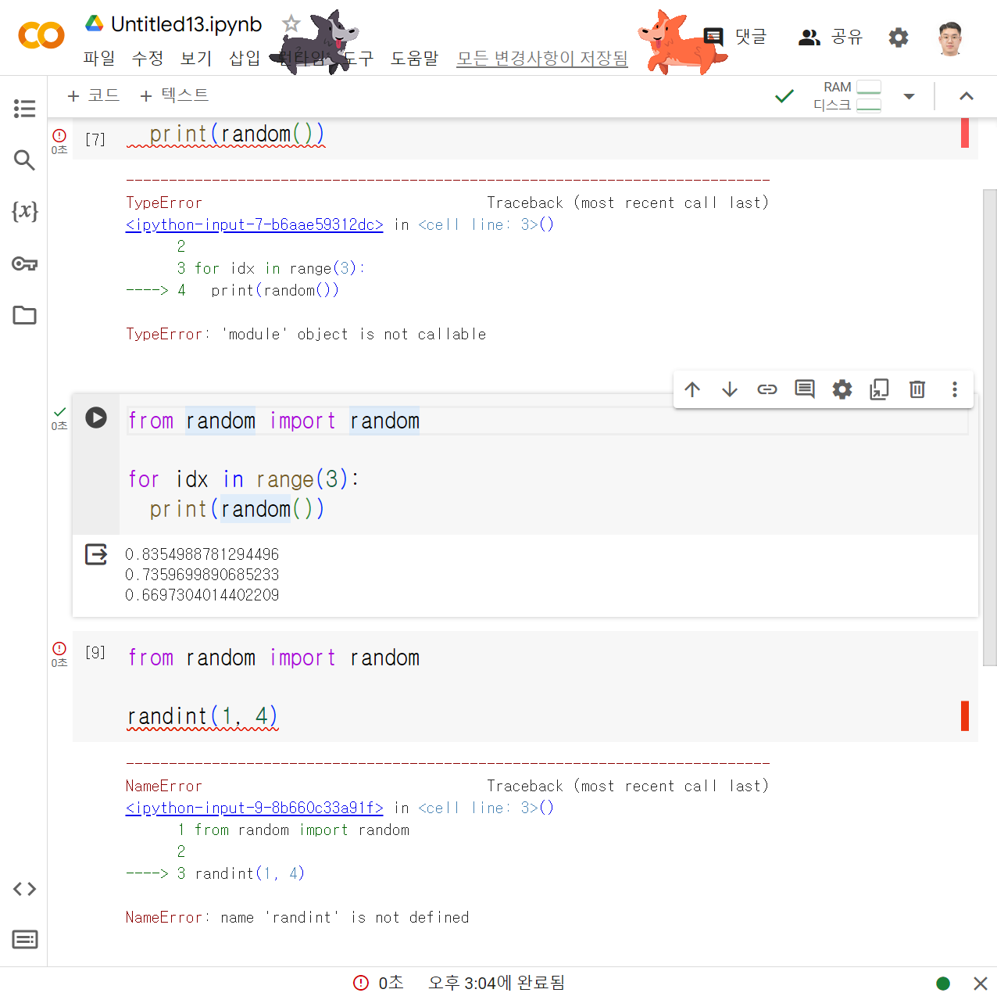 Untitled13.ipynb
파일 수정 보기 삽입 런타임 도구 도움말 모든 변경사항이 저장됨
댓글 공유
+ 코드 + 텍스트
RAM
디스크
0초
[7] print(random())
---------------------------------------------------------------------------
TypeError Traceback (most recent call last)
<ipython-input-7-b6aae59312dc> in <cell line: 3>()
2
3 for idx in range(3):
----> 4 print(random())
TypeError: 'module' object is not callable
0초
from random import random
for idx in range(3):
print(random())
0.8354988781294496
0.7359699890685233
0.6697304014402209
0초
[9] from random import random
randint(1, 4)
---------------------------------------------------------------------------
NameError Traceback (most recent call last)
<ipython-input-9-8b660c33a91f> in <cell line: 3>()
1 from random import random
2
----> 3 randint(1, 4)
NameError: name 'randint' is not defined
0초 오후 3:04에 완료됨